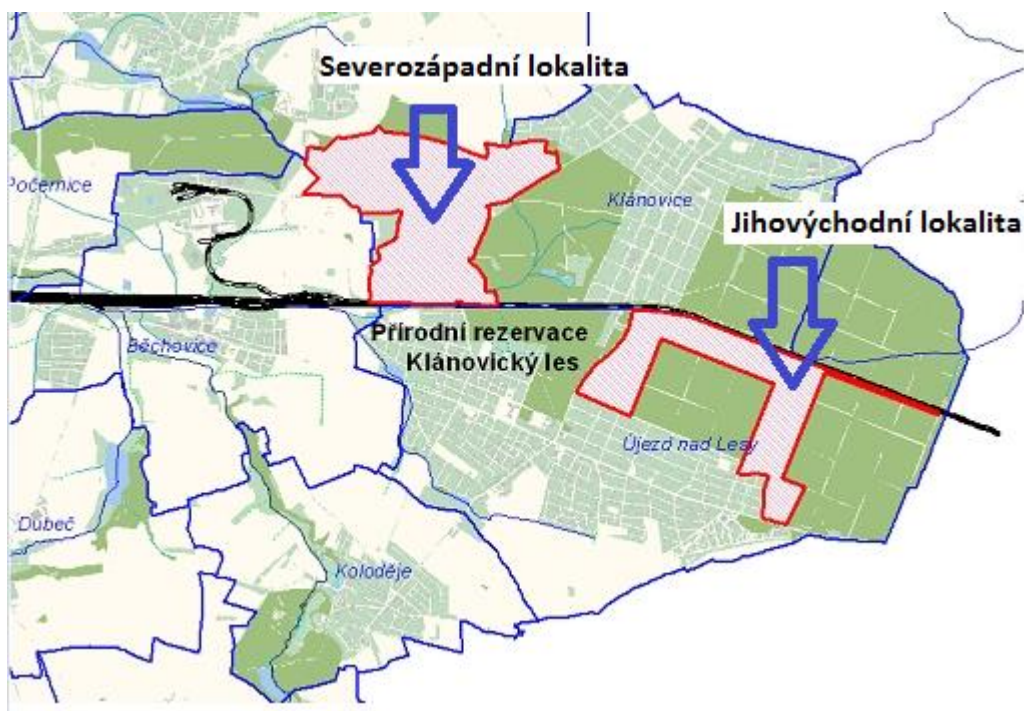 Severozápadní lokalita
Počernice
Klánovice
Jihovýchodní lokalita
Přírodní rezervace
Klánovický les
Běchovice
Újezd nad Lesy
Dubeč
Koloděje